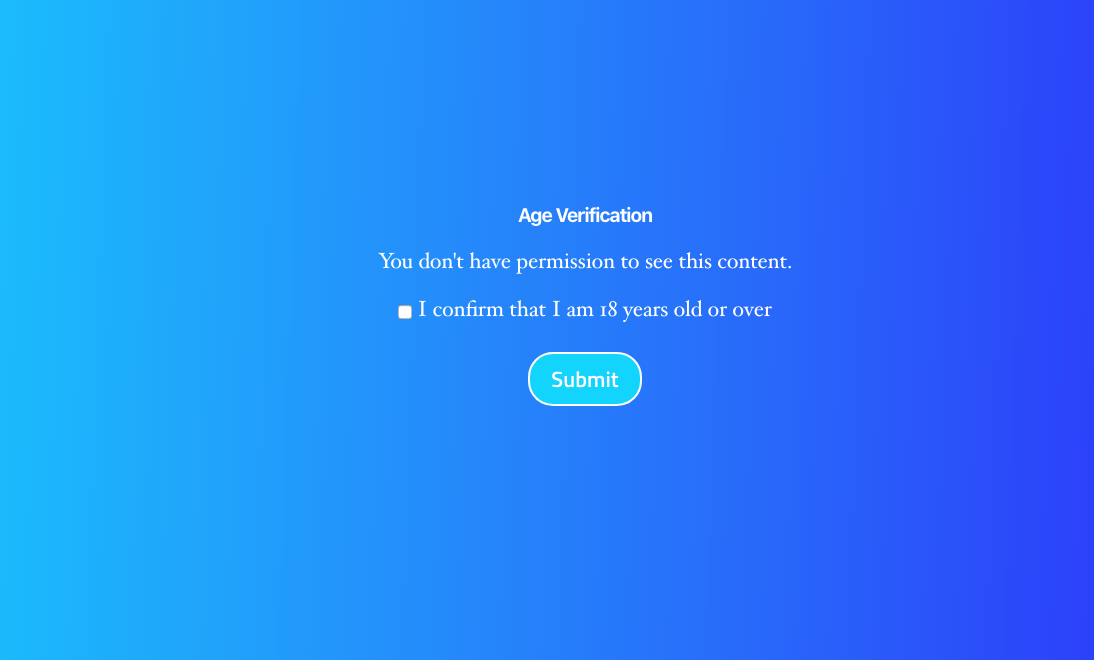 Age Verification
You don't have permission to see this content.
I confirm that I am 18 years old or over
Submit